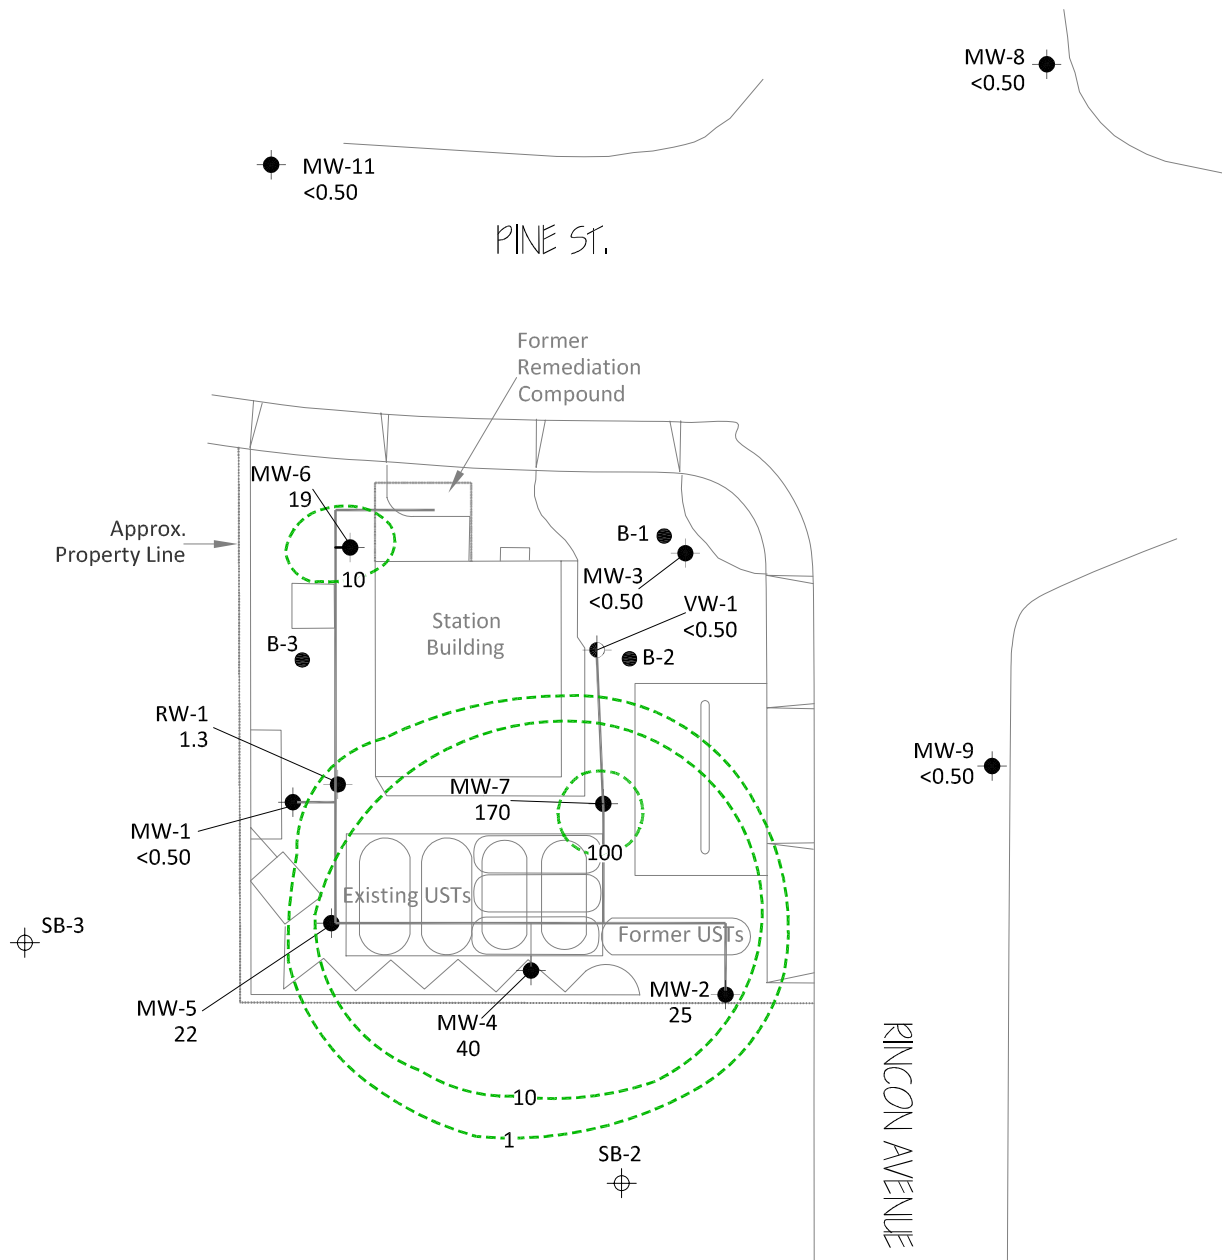 MW-8
<0.50
MW-11
<0.50
PINE ST.
Former
Remediation
Compound
MW-6
19
Approx.
Property Line
10
B-1
MW-3
<0.50
VW-1
<0.50
Station
Building
B-3
B-2
RW-1
1.3
MW-9
<0.50
MW-7
170
MW-1
<0.50
100
Existing USTs
SB-3
Former USTs
MW-2
25
MW-5
22
MW-4
40
RINCON AVENUE
10
1
SB-2